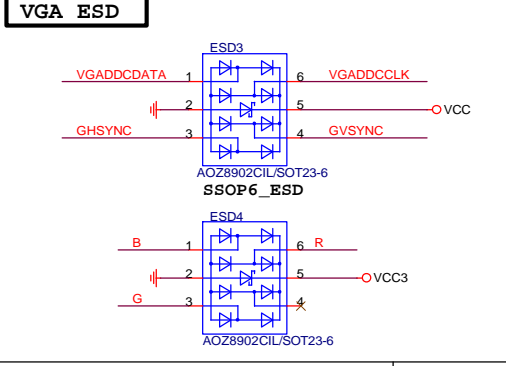 VGA ESD
ESD3
VGADDCDATA 1 6 VGADDCCLK
2 5 VCC
GHSYNC 3 4 GVSYNC
AOZ8902CIL/SOT23-6
SSOP6_ESD
ESD4
B 1 6 R
2 5 VCC3
G 3 4
AOZ8902CIL/SOT23-6